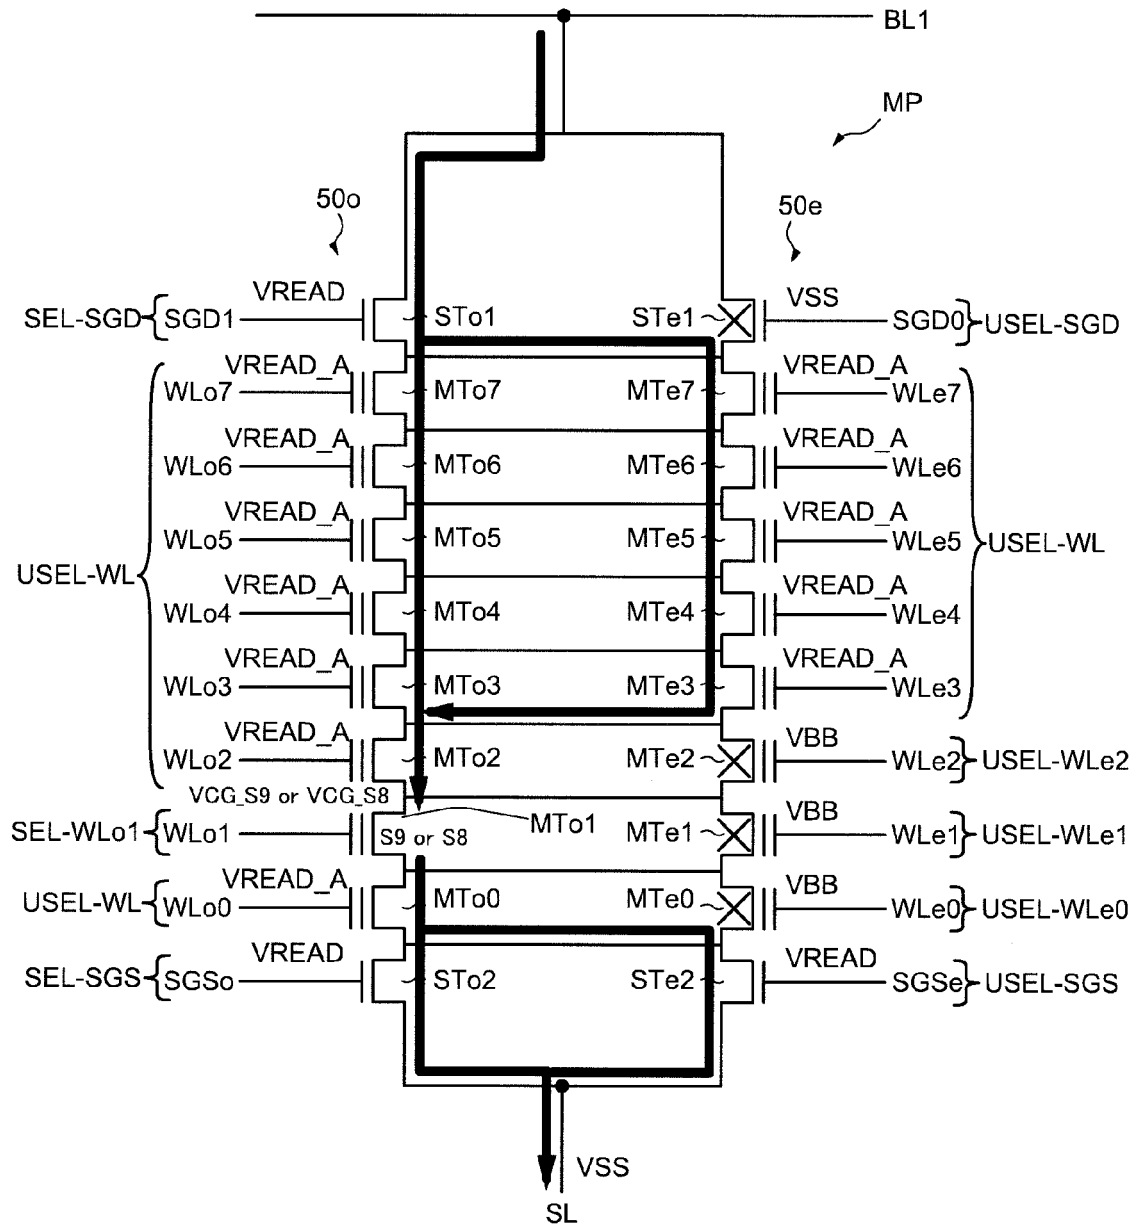 BL1
MP
50o
50e
VREAD
VSS
SEL-SGD { SGD1
STo1
STe1
SGD0 } USEL-SGD
VREAD_A
VREAD_A
WLo7
MTo7
MTe7
WLe7
VREAD_A
VREAD_A
WLo6
MTo6
MTe6
WLe6
VREAD_A
VREAD_A
WLo5
MTo5
MTe5
WLe5
USEL-WL
USEL-WL
VREAD_A
VREAD_A
WLo4
MTo4
MTe4
WLe4
VREAD_A
VREAD_A
WLo3
MTo3
MTe3
WLe3
VREAD_A
VBB
WLo2
MTo2
MTe2
WLe2 } USEL-WLe2
VCG_S9 or VCG_S8
VBB
SEL-WLo1 { WLo1
S9 or S8
MTo1
MTe1
WLe1 } USEL-WLe1
VREAD_A
VBB
USEL-WL { WLo0
MTo0
MTe0
WLe0 } USEL-WLe0
VREAD
VREAD
SEL-SGS { SGSo
STo2
STe2
SGSe } USEL-SGS
VSS
SL